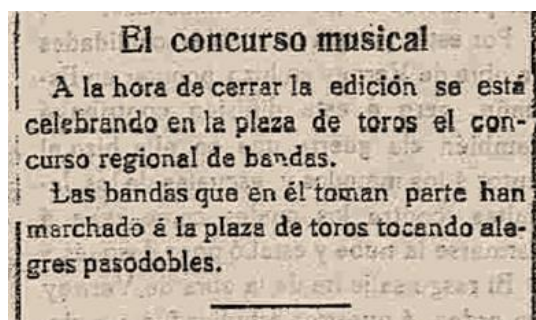 El concurso musical
A la hora de cerrar la edición se está
celebrando en la plaza de toros el con-
curso regional de bandas.
Las bandas que en él toman parte han
marchado á la plaza de toros tocando ale-
gres pasodobles.